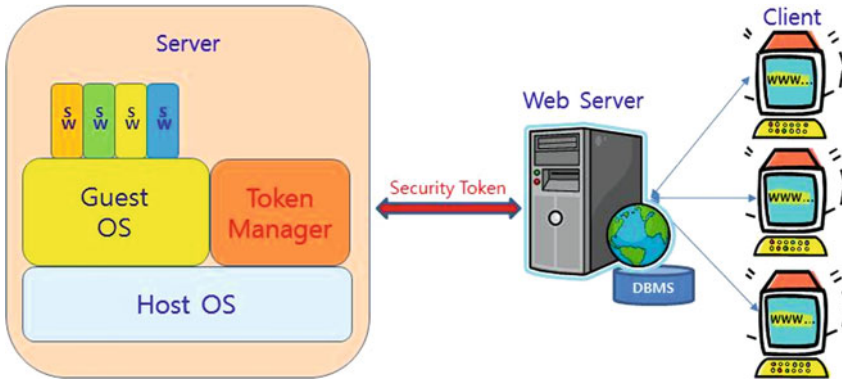 Server
S
W
S
W
S
W
S
W
Guest
OS
Token
Manager
Host OS
Security Token
Web Server
DBMS
Client
WWW...
WWW...
WWW...